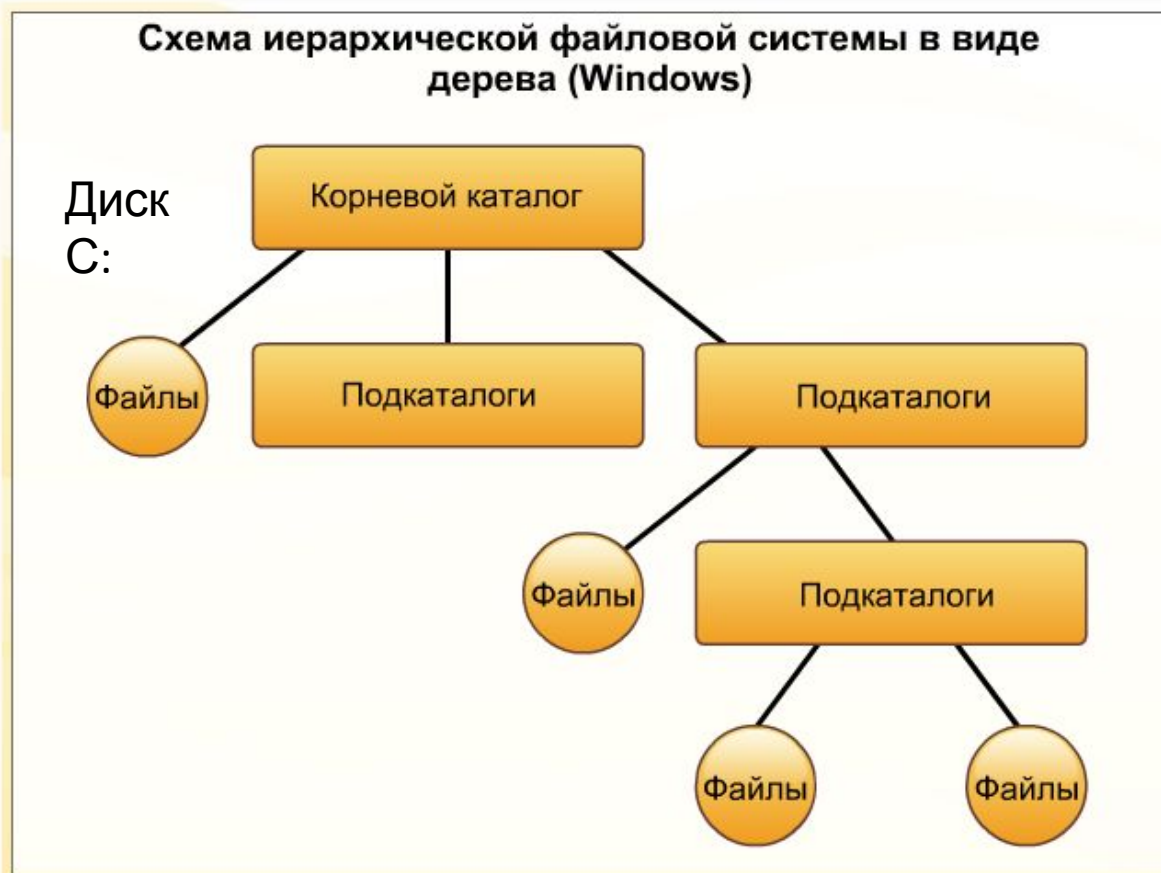 Схема иерархической файловой системы в виде
дерева (Windows)
Диск
С:
Корневой каталог
Файлы
Подкаталоги
Подкаталоги
Файлы
Подкаталоги
Файлы
Файлы